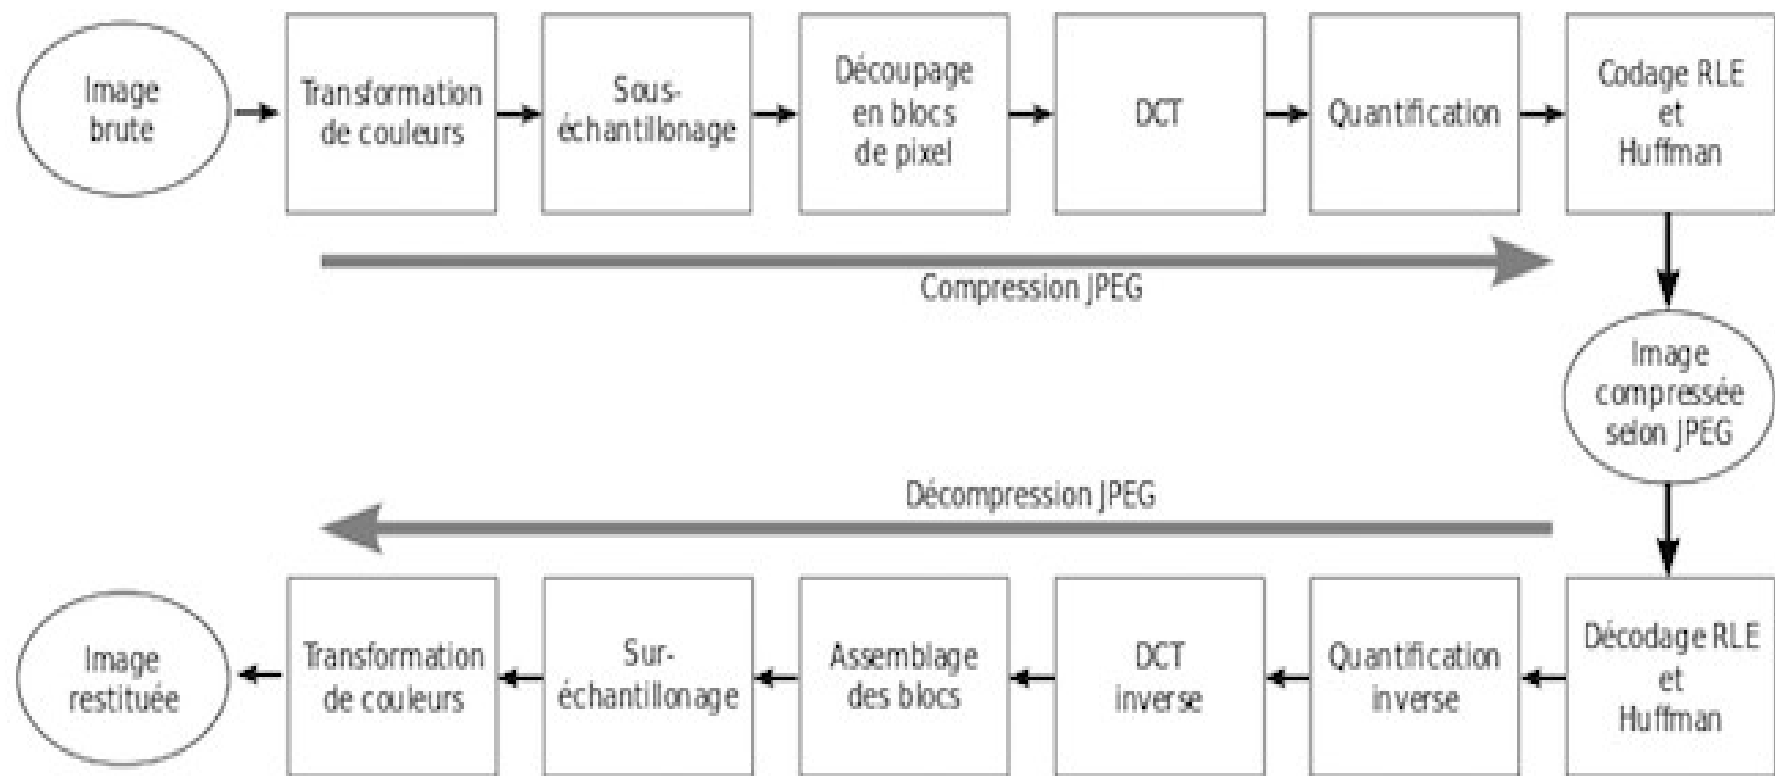 Image
brute
Transformation
de couleurs
Sous-
échantillonage
Découpage
en blocs
de pixel
DCT
Quantification
Codage RLE
et
Huffman
Compression JPEG
Image
compressée
selon JPEG
Décompression JPEG
Image
restituée
Transformation
de couleurs
Sur-
échantillonage
Assemblage
des blocs
DCT
inverse
Quantification
inverse
Décodage RLE
et
Huffman